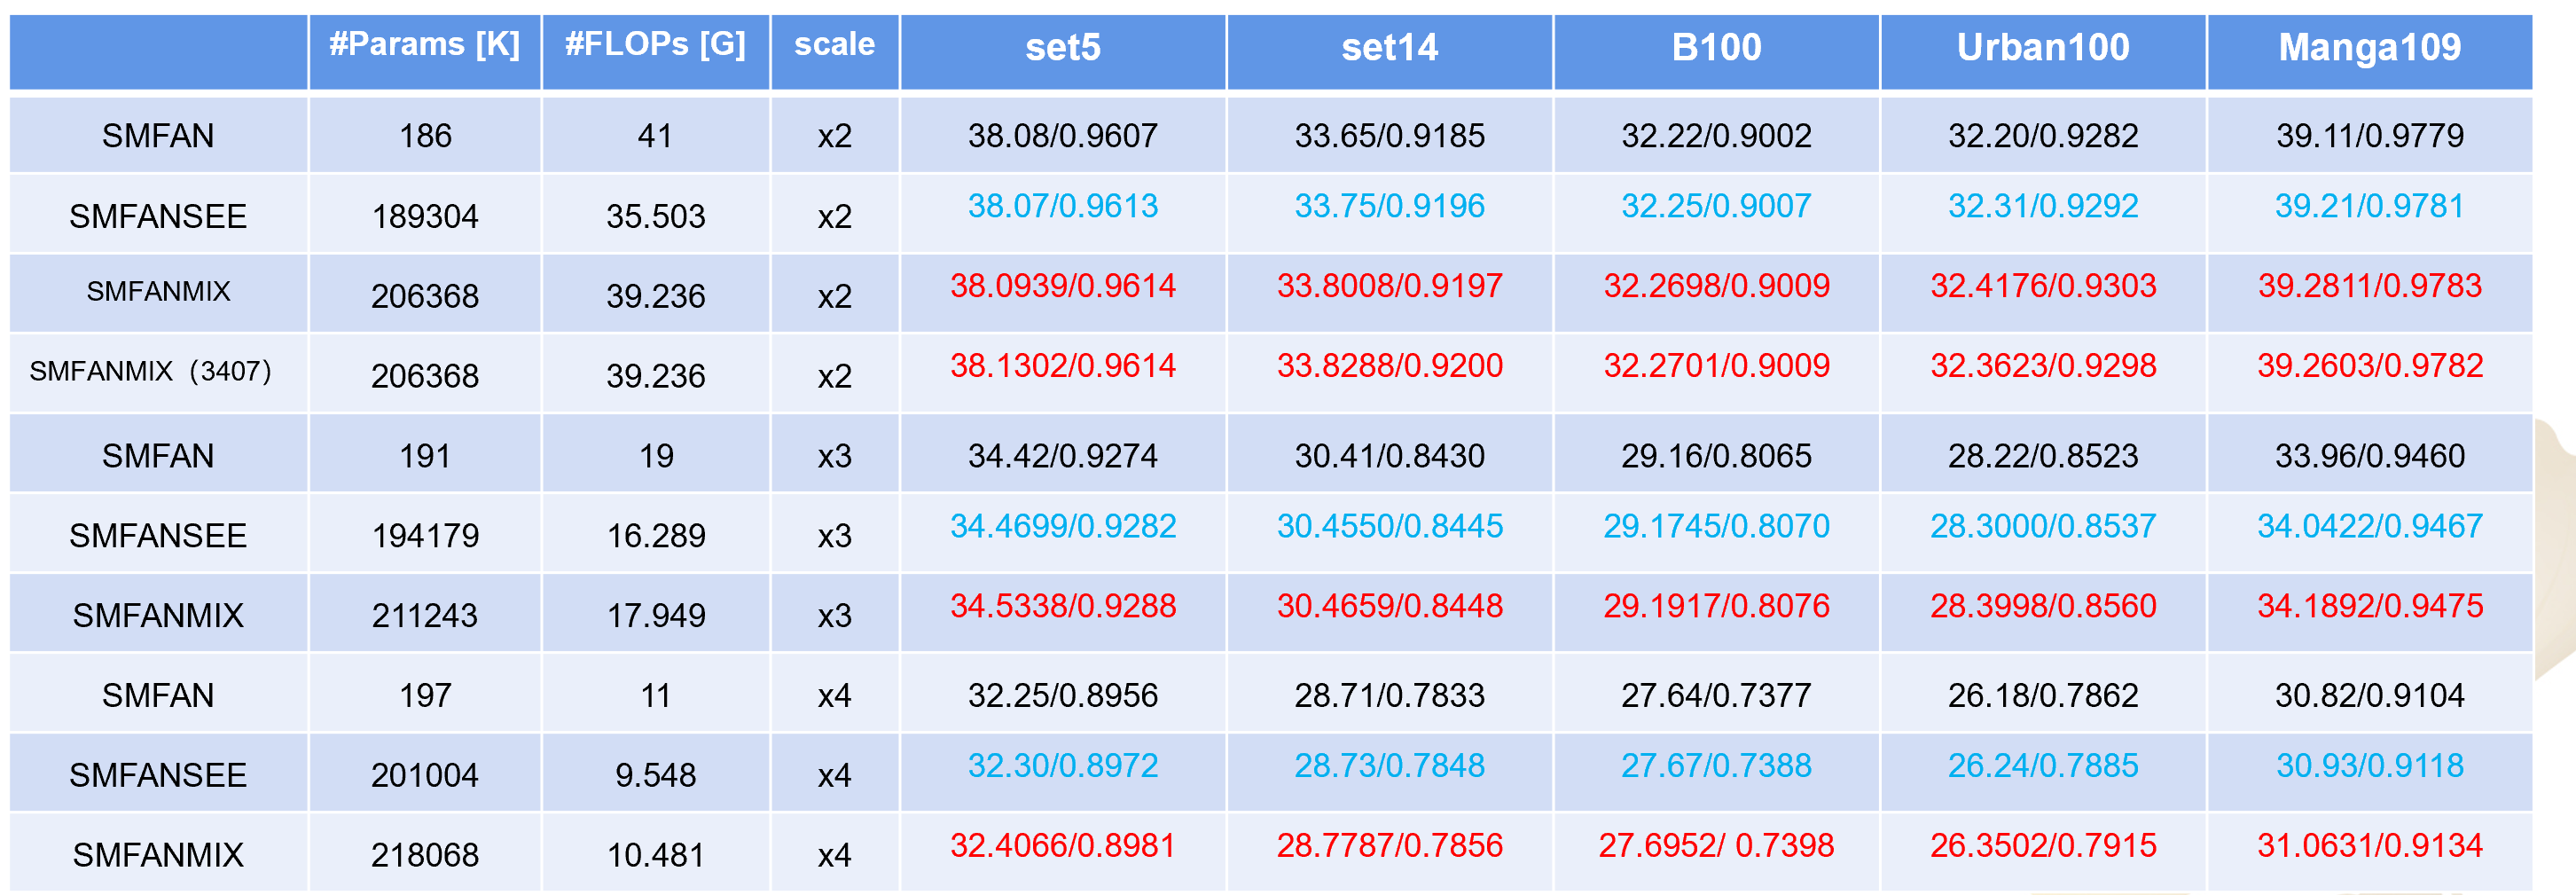 #Params [K] #FLOPs [G] scale set5 set14 B100 Urban100 Manga109
SMFAN 186 41 x2 38.08/0.9607 33.65/0.9185 32.22/0.9002 32.20/0.9282 39.11/0.9779
SMFANSEE 189304 35.503 x2 38.07/0.9613 33.75/0.9196 32.25/0.9007 32.31/0.9292 39.21/0.9781
SMFANMIX 206368 39.236 x2 38.0939/0.9614 33.8008/0.9197 32.2698/0.9009 32.4176/0.9303 39.2811/0.9783
SMFANMIX（3407） 206368 39.236 x2 38.1302/0.9614 33.8288/0.9200 32.2701/0.9009 32.3623/0.9298 39.2603/0.9782
SMFAN 191 19 x3 34.42/0.9274 30.41/0.8430 29.16/0.8065 28.22/0.8523 33.96/0.9460
SMFANSEE 194179 16.289 x3 34.4699/0.9282 30.4550/0.8445 29.1745/0.8070 28.3000/0.8537 34.0422/0.9467
SMFANMIX 211243 17.949 x3 34.5338/0.9288 30.4659/0.8448 29.1917/0.8076 28.3998/0.8560 34.1892/0.9475
SMFAN 197 11 x4 32.25/0.8956 28.71/0.7833 27.64/0.7377 26.18/0.7862 30.82/0.9104
SMFANSEE 201004 9.548 x4 32.30/0.8972 28.73/0.7848 27.67/0.7388 26.24/0.7885 30.93/0.9118
SMFANMIX 218068 10.481 x4 32.4066/0.8981 28.7787/0.7856 27.6952/ 0.7398 26.3502/0.7915 31.0631/0.9134